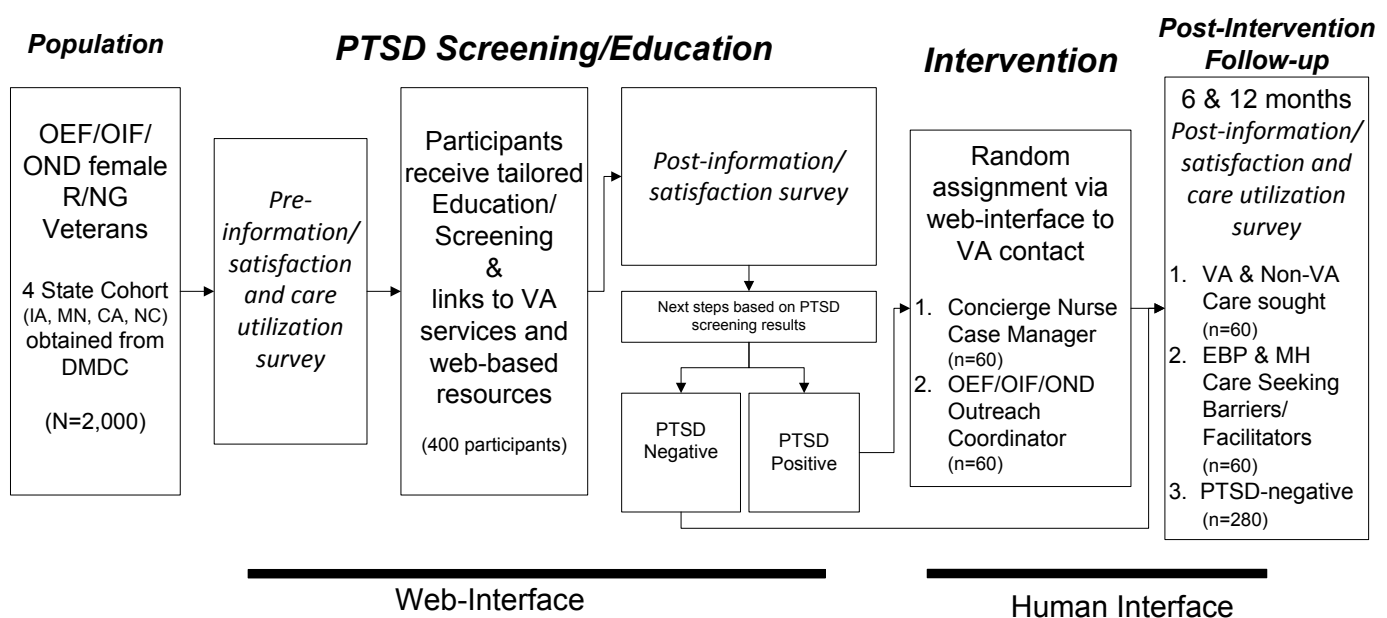 Population
OEF/OIF/
OND female
R/NG
Veterans
4 State Cohort
(IA, MN, CA, NC)
obtained from
DMDC
(N=2,000)
PTSD Screening/Education
Pre-
information/
satisfaction
and care
utilization
survey
Participants
receive tailored
Education/
Screening
&
links to VA
services and
web-based
resources
(400 participants)
Post-information/
satisfaction survey
Next steps based on PTSD
screening results
PTSD
Negative
PTSD
Positive
Intervention
Random
assignment via
web-interface to
VA contact
1. Concierge Nurse
Case Manager
(n=60)
2. OEF/OIF/OND
Outreach
Coordinator
(n=60)
Post-Intervention
Follow-up
6 & 12 months
Post-information/
satisfaction and
care utilization
survey
1. VA & Non-VA
Care sought
(n=60)
2. EBP & MH
Care Seeking
Barriers/
Facilitators
(n=60)
3. PTSD-negative
(n=280)
Web-Interface
Human Interface